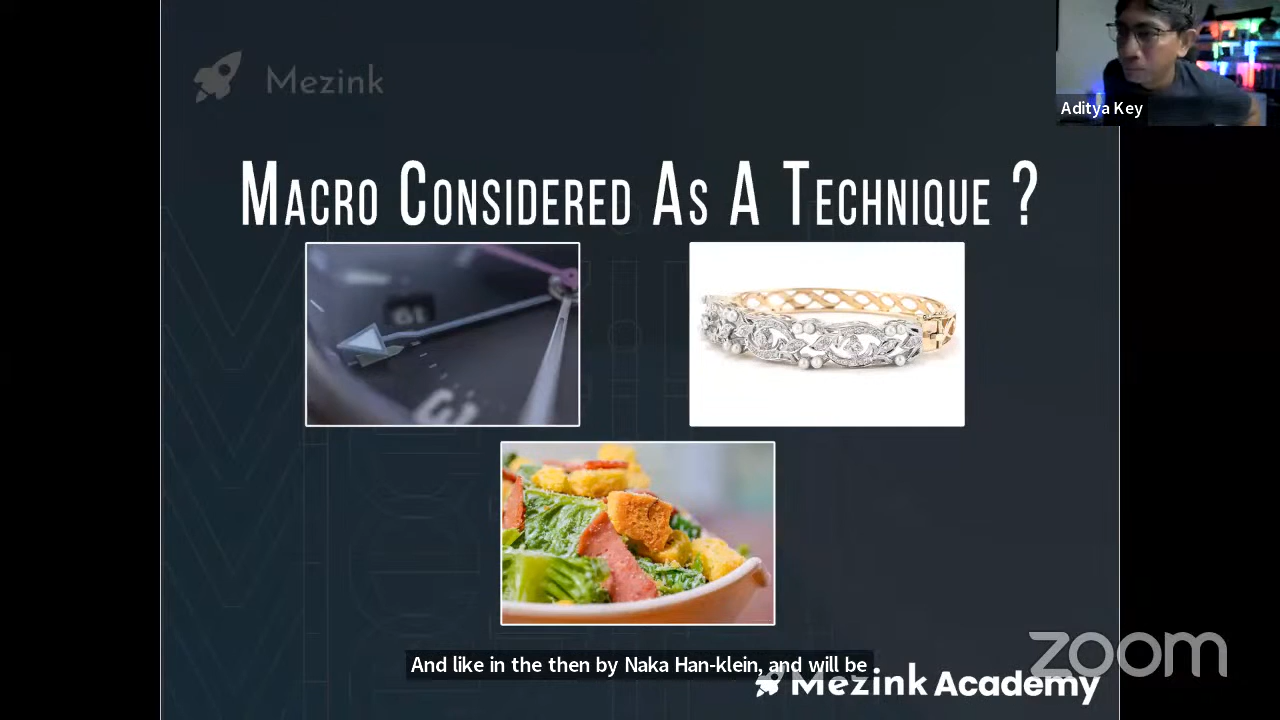 Mezink
Aditya Key
MACRO CONSIDERED AS A TECHNIQUE ?
19
And like in the then by Naka Han-klein, and will be
Mezink Academy
zoom